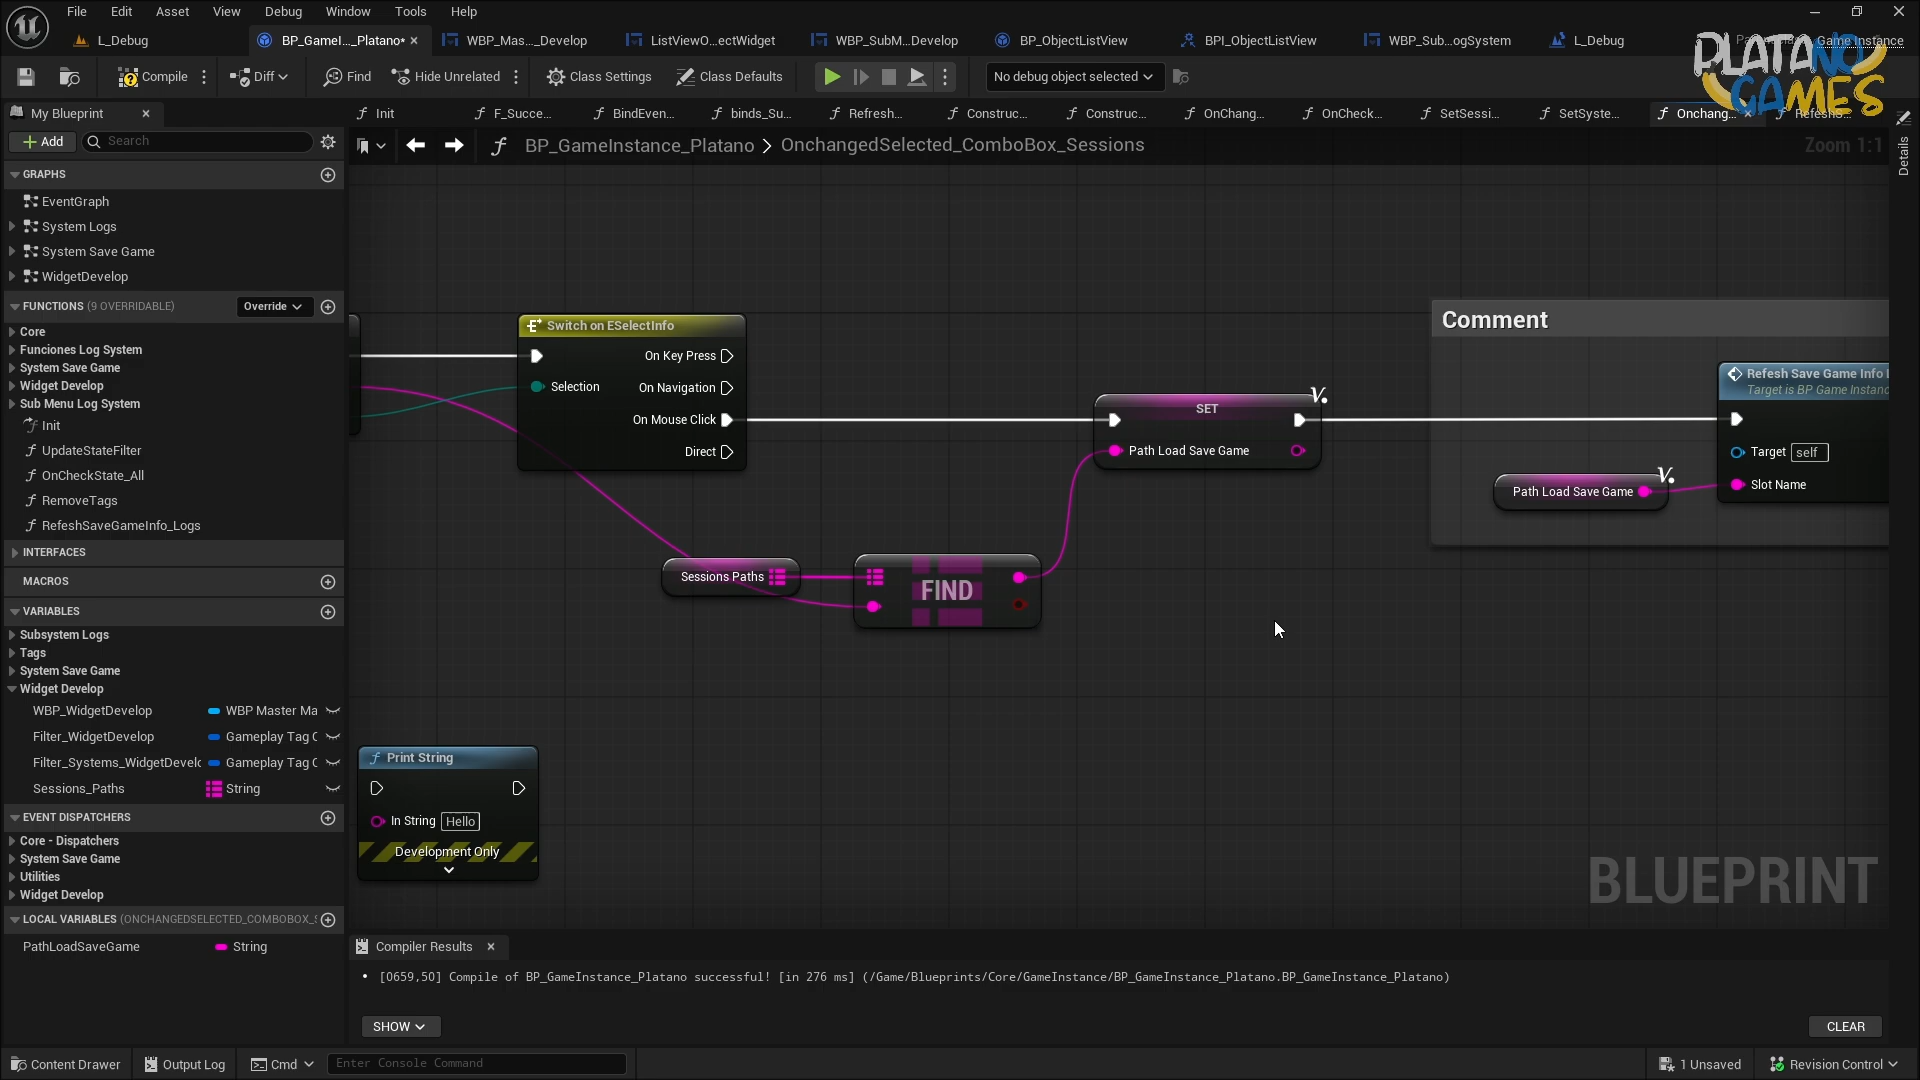 File Edit Asset View Debug Window Tools Help
L_Debug
BP_GameI..._Platano*
WBP_Mas..._Develop
ListViewO...ectWidget
WBP_SubM...Develop
BP_ObjectListView
BPI_ObjectListView
WBP_Sub...ogSystem
L_Debug
Game Instance
PLATANO
GAMES
Compile
Diff
Find
Hide Unrelated
Class Settings
Class Defaults
No debug object selected
My Blueprint
Init
F_Succe...
BindEven...
binds_Su...
Refresh...
Construc...
Construc...
OnChang...
OnCheck...
SetSessi...
SetSyste...
Onchang...
Details
Add
Search
BP_GameInstance_Platano > OnchangedSelected_ComboBox_Sessions
Zoom 1:1
GRAPHS
EventGraph
System Logs
System Save Game
WidgetDevelop
FUNCTIONS (9 OVERRIDABLE)
Override
Core
Funciones Log System
System Save Game
Widget Develop
Sub Menu Log System
Init
UpdateStateFilter
OnCheckState_All
RemoveTags
RefeshSaveGameInfo_Logs
INTERFACES
MACROS
VARIABLES
Subsystem Logs
Tags
System Save Game
Widget Develop
WBP_WidgetDevelop
WBP Master Ma
Filter_WidgetDevelop
Gameplay Tag C
Filter_Systems_WidgetDevelc
Gameplay Tag C
Sessions_Paths
String
EVENT DISPATCHERS
Core - Dispatchers
System Save Game
Utilities
Widget Develop
LOCAL VARIABLES (ONCHANGEDSELECTED_COMBOBOX_S
PathLoadSaveGame
String
Switch on ESelectInfo
On Key Press
Selection
On Navigation
On Mouse Click
Direct
SET
Path Load Save Game
Sessions Paths
FIND
Comment
Refesh Save Game Info L
Target is BP Game Instanc
Target self
Path Load Save Game
Slot Name
Print String
In String Hello
Development Only
BLUEPRINT
Compiler Results
[0659,50] Compile of BP_GameInstance_Platano successful! [in 276 ms] (/Game/Blueprints/Core/GameInstance/BP_GameInstance_Platano.BP_GameInstance_Platano)
SHOW
CLEAR
Content Drawer
Output Log
Cmd
Enter Console Command
1 Unsaved
Revision Control